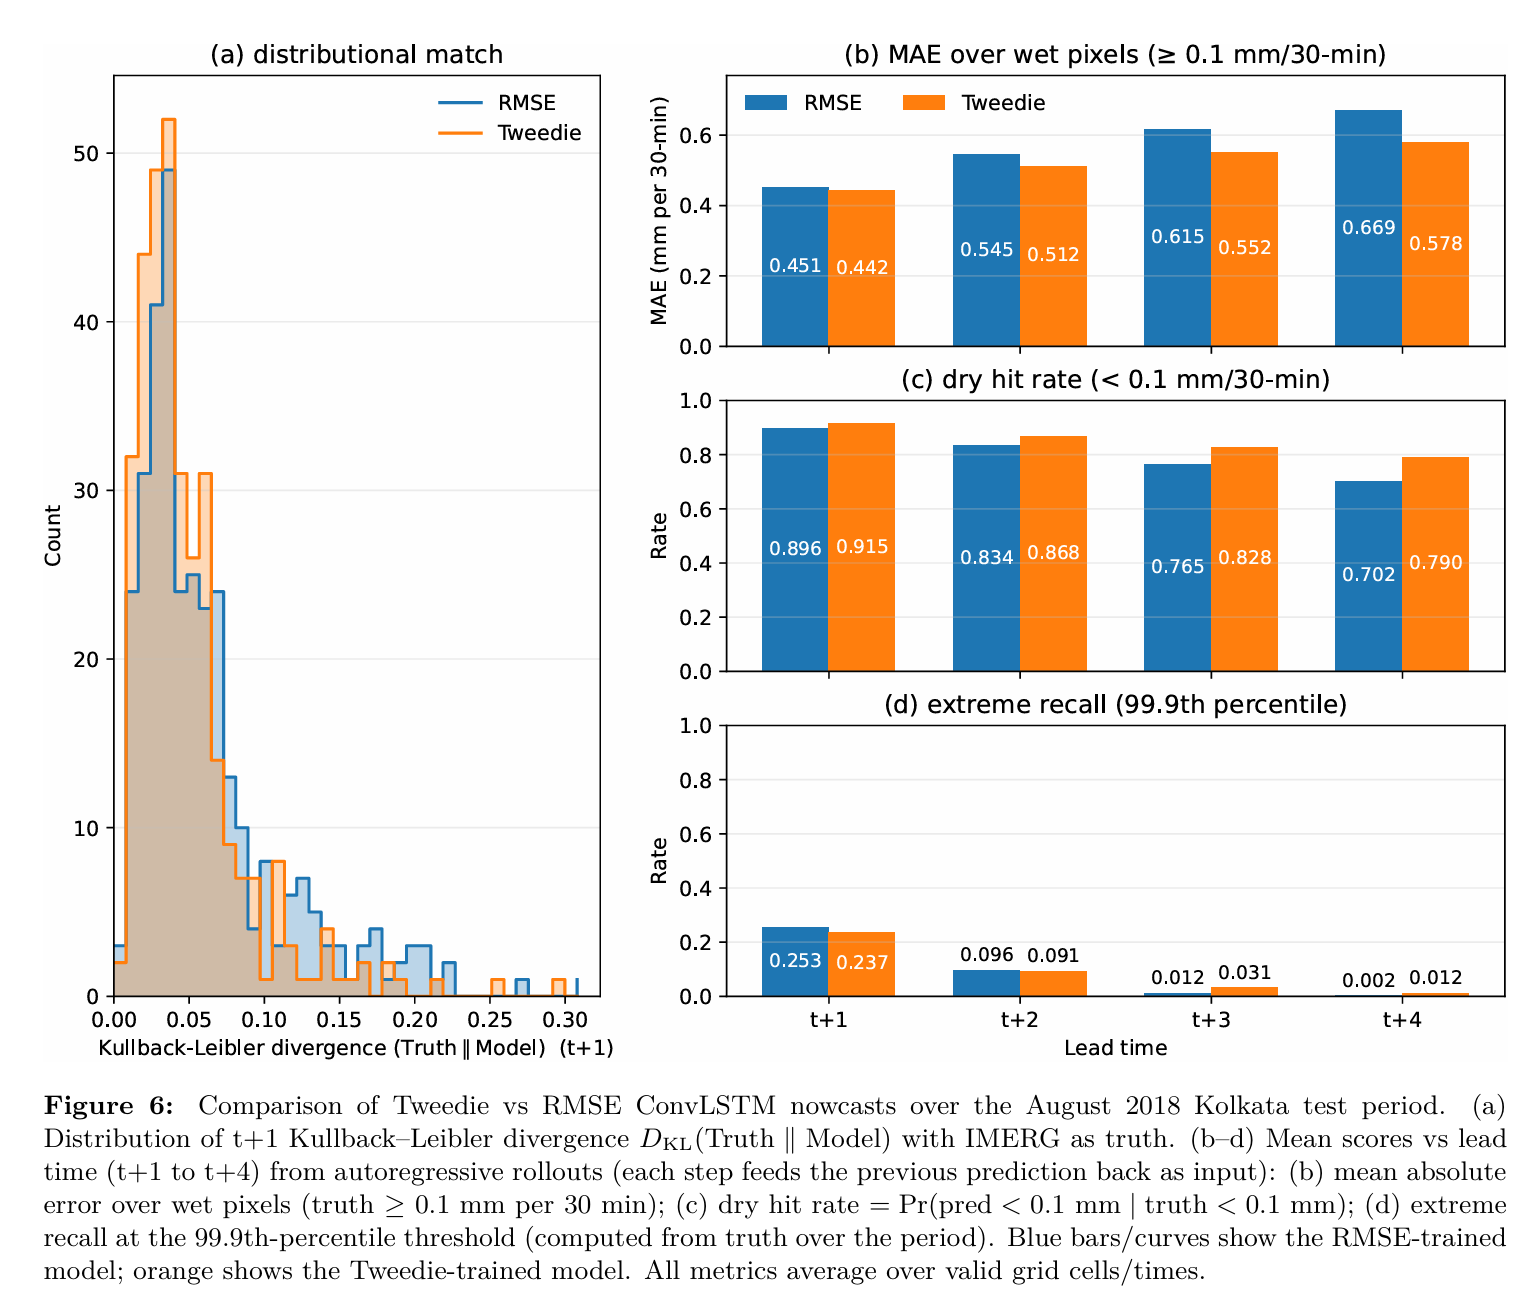 (a) distributional match
RMSE
Tweedie
50
40
30
20
10
0
Count
0.00 0.05 0.10 0.15 0.20 0.25 0.30
Kullback-Leibler divergence (Truth ∥ Model) (t+1)
(b) MAE over wet pixels (≥ 0.1 mm/30-min)
RMSE Tweedie
MAE (mm per 30-min)
0.6
0.4
0.2
0.0
0.451 0.442 0.545 0.512 0.615 0.552 0.669 0.578
(c) dry hit rate (< 0.1 mm/30-min)
Rate
1.0
0.8
0.6
0.4
0.2
0.0
0.896 0.915 0.834 0.868 0.765 0.828 0.702 0.790
(d) extreme recall (99.9th percentile)
Rate
1.0
0.8
0.6
0.4
0.2
0.0
0.253 0.237 0.096 0.091 0.012 0.031 0.002 0.012
t+1 t+2 t+3 t+4
Lead time
Figure 6: Comparison of Tweedie vs RMSE ConvLSTM nowcasts over the August 2018 Kolkata test period. (a)
Distribution of t+1 Kullback–Leibler divergence D_KL(Truth ∥ Model) with IMERG as truth. (b–d) Mean scores vs lead
time (t+1 to t+4) from autoregressive rollouts (each step feeds the previous prediction back as input): (b) mean absolute
error over wet pixels (truth ≥ 0.1 mm per 30 min); (c) dry hit rate = Pr(pred < 0.1 mm | truth < 0.1 mm); (d) extreme
recall at the 99.9th-percentile threshold (computed from truth over the period). Blue bars/curves show the RMSE-trained
model; orange shows the Tweedie-trained model. All metrics average over valid grid cells/times.